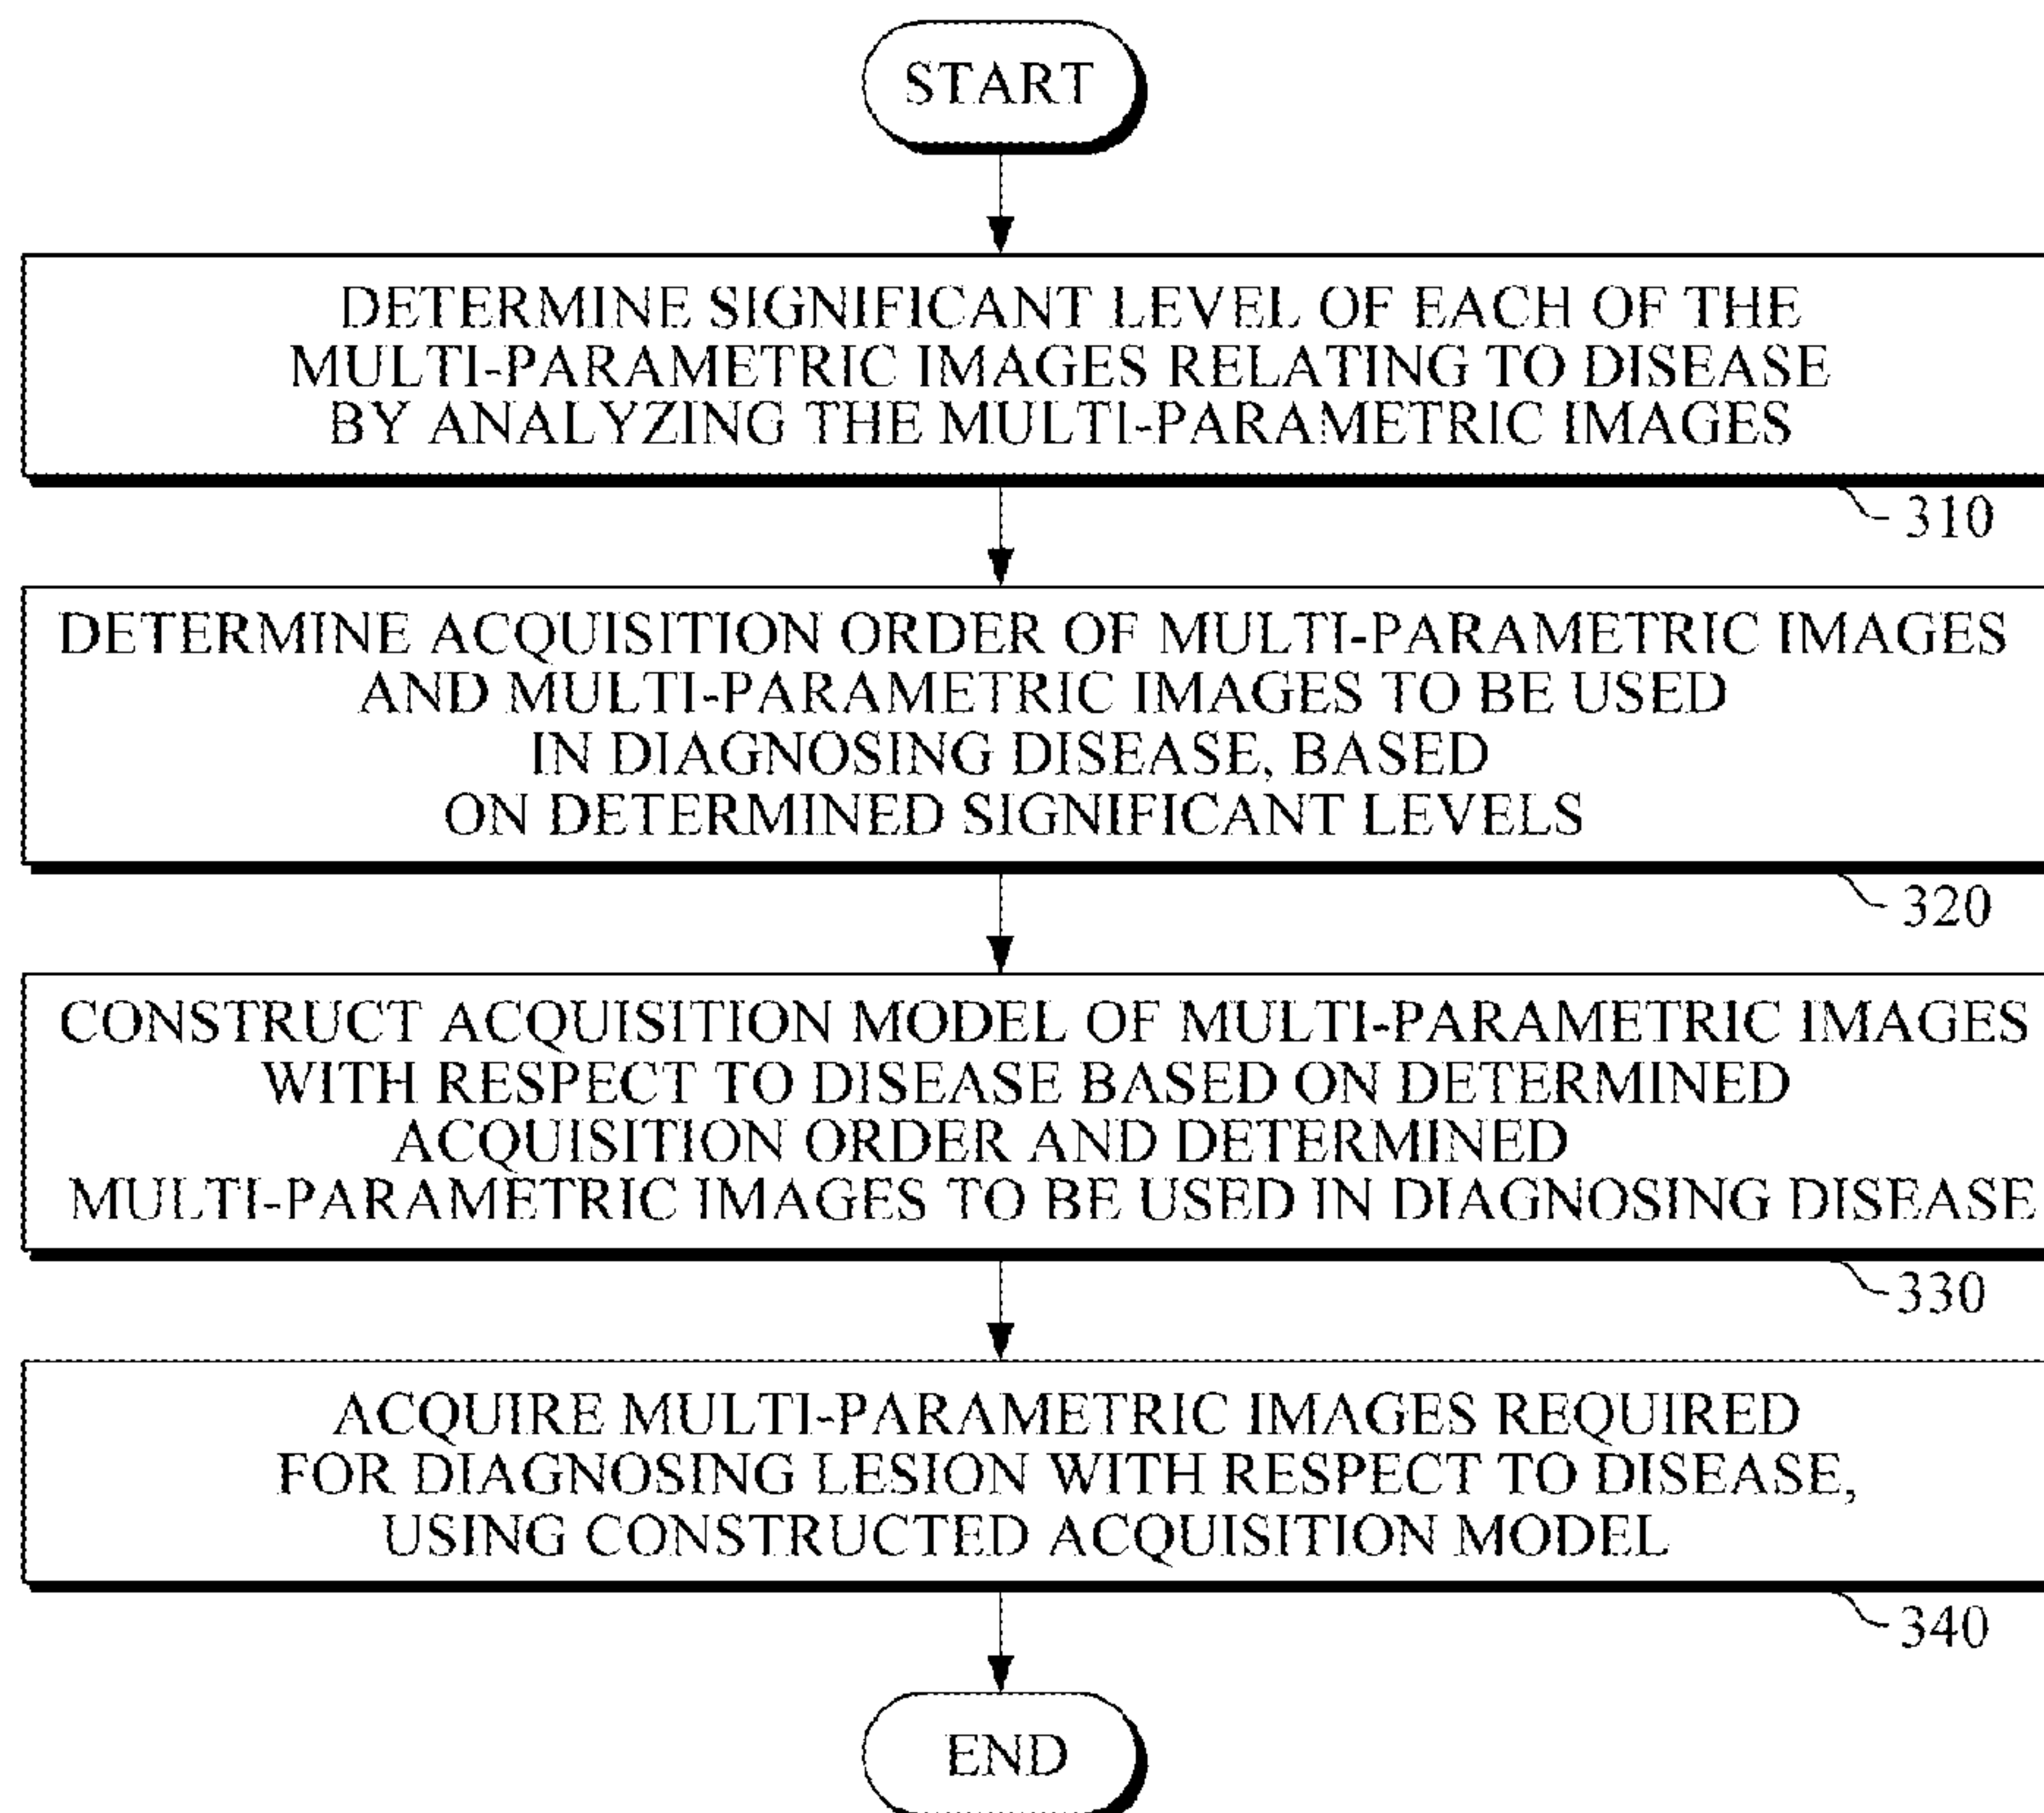 START
DETERMINE SIGNIFICANT LEVEL OF EACH OF THE
MULTI-PARAMETRIC IMAGES RELATING TO DISEASE
BY ANALYZING THE MULTI-PARAMETRIC IMAGES
310
DETERMINE ACQUISITION ORDER OF MULTI-PARAMETRIC IMAGES
AND MULTI-PARAMETRIC IMAGES TO BE USED
IN DIAGNOSING DISEASE, BASED
ON DETERMINED SIGNIFICANT LEVELS
320
CONSTRUCT ACQUISITION MODEL OF MULTI-PARAMETRIC IMAGES
WITH RESPECT TO DISEASE BASED ON DETERMINED
ACQUISITION ORDER AND DETERMINED
MULTI-PARAMETRIC IMAGES TO BE USED IN DIAGNOSING DISEASE
330
ACQUIRE MULTI-PARAMETRIC IMAGES REQUIRED
FOR DIAGNOSING LESION WITH RESPECT TO DISEASE,
USING CONSTRUCTED ACQUISITION MODEL
340
END